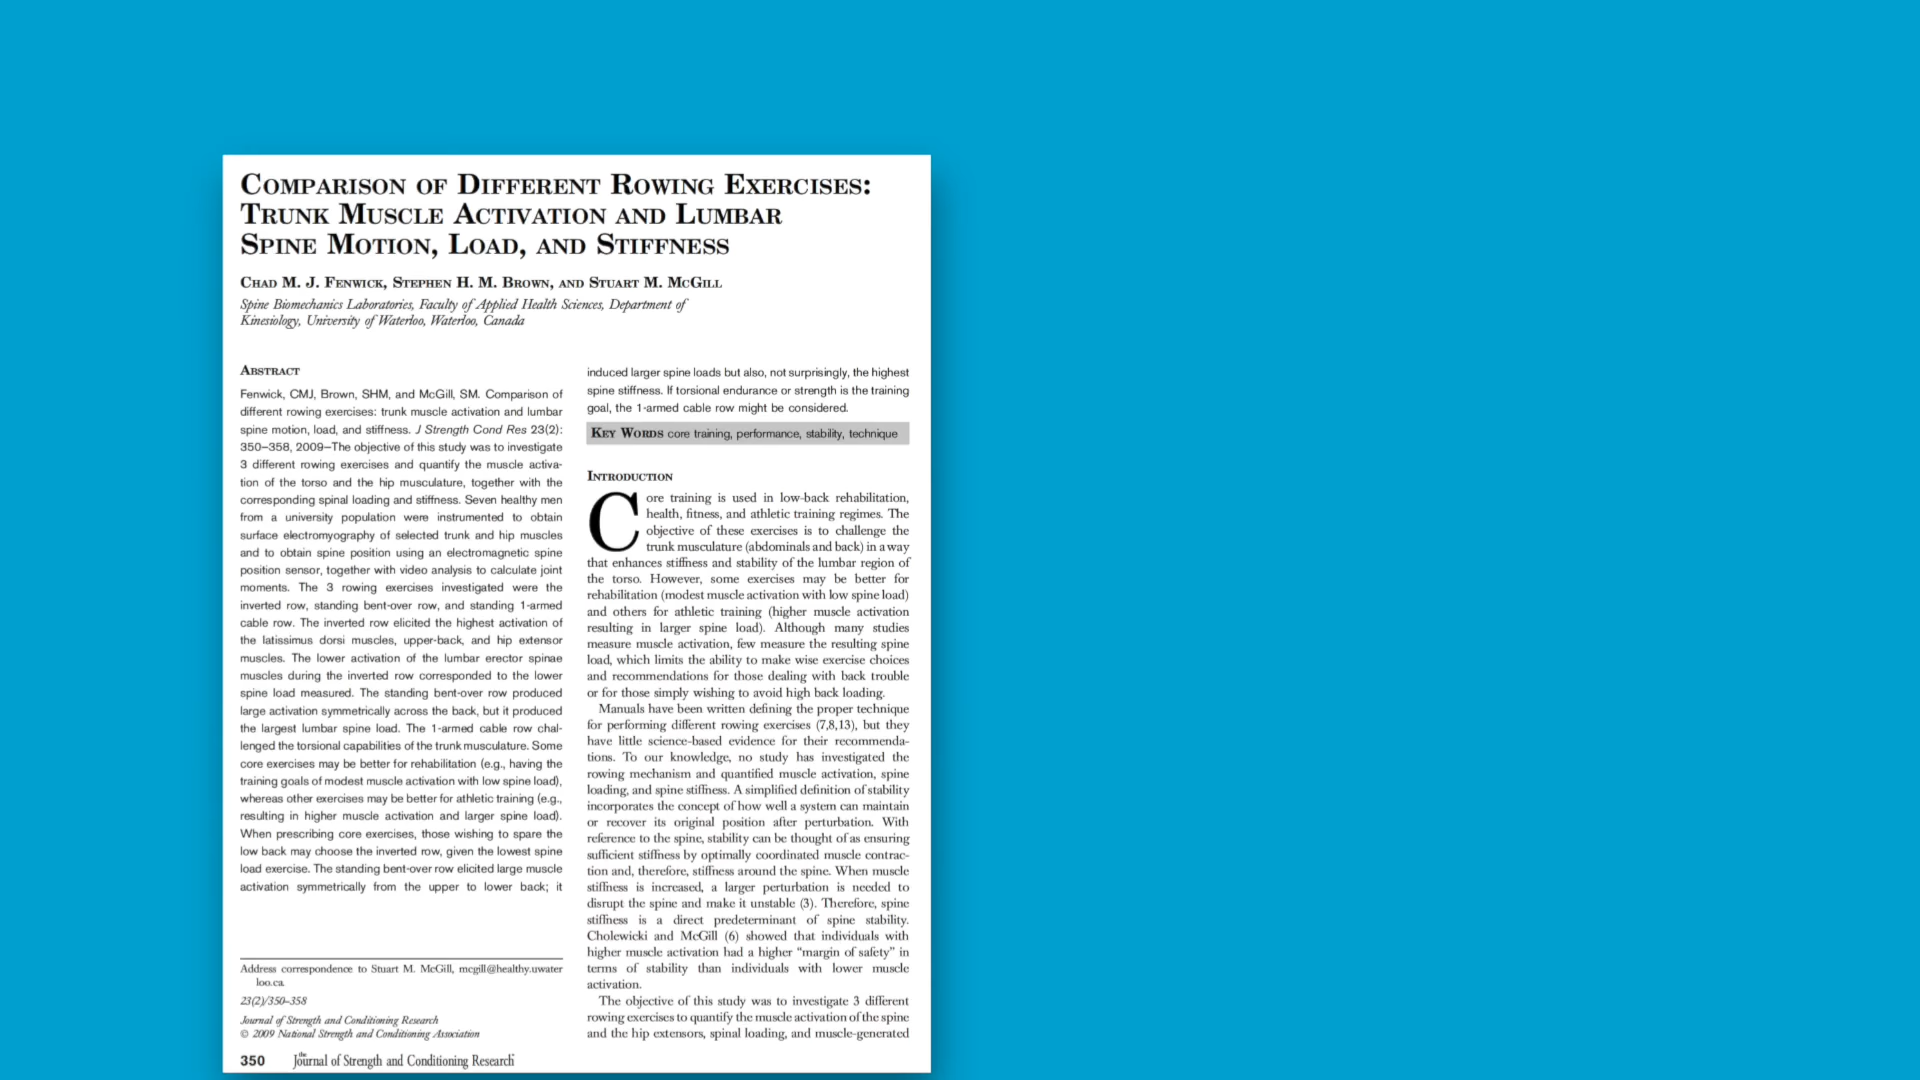 COMPARISON OF DIFFERENT ROWING EXERCISES:
TRUNK MUSCLE ACTIVATION AND LUMBAR
SPINE MOTION, LOAD, AND STIFFNESS
CHAD M. J. FENWICK, STEPHEN H. M. BROWN, AND STUART M. MCGILL
Spine Biomechanics Laboratories, Faculty of Applied Health Sciences, Department of
Kinesiology, University of Waterloo, Waterloo, Canada
ABSTRACT
Fenwick, CMJ, Brown, SHM, and McGill, SM. Comparison of
different rowing exercises: trunk muscle activation and lumbar
spine motion, load, and stiffness. J Strength Cond Res 23(2):
350–358, 2009—The objective of this study was to investigate
3 different rowing exercises and quantify the muscle activa-
tion of the torso and the hip musculature, together with the
corresponding spinal loading and stiffness. Seven healthy men
from a university population were instrumented to obtain
surface electromyography of selected trunk and hip muscles
and to obtain spine position using an electromagnetic spine
position sensor, together with video analysis to calculate joint
moments. The 3 rowing exercises investigated were the
inverted row, standing bent-over row, and standing 1-armed
cable row. The inverted row elicited the highest activation of
the latissimus dorsi muscles, upper-back, and hip extensor
muscles. The lower activation of the lumbar erector spinae
muscles during the inverted row corresponded to the lower
spine load measured. The standing bent-over row produced
large activation symmetrically across the back, but it produced
the largest lumbar spine load. The 1-armed cable row chal-
lenged the torsional capabilities of the trunk musculature. Some
core exercises may be better for rehabilitation (e.g., having the
training goals of modest muscle activation with low spine load),
whereas other exercises may be better for athletic training (e.g.,
resulting in higher muscle activation and larger spine load).
When prescribing core exercises, those wishing to spare the
low back may choose the inverted row, given the lowest spine
load exercise. The standing bent-over row elicited large muscle
activation symmetrically from the upper to lower back; it
Address correspondence to Stuart M. McGill, mcgill@healthy.uwater
loo.ca.
23(2)/350–358
Journal of Strength and Conditioning Research
© 2009 National Strength and Conditioning Association
350 the Journal of Strength and Conditioning Research
induced larger spine loads but also, not surprisingly, the highest
spine stiffness. If torsional endurance or strength is the training
goal, the 1-armed cable row might be considered.
KEY WORDS core training, performance, stability, technique
INTRODUCTION
Core training is used in low-back rehabilitation,
health, fitness, and athletic training regimes. The
objective of these exercises is to challenge the
trunk musculature (abdominals and back) in a way
that enhances stiffness and stability of the lumbar region of
the torso. However, some exercises may be better for
rehabilitation (modest muscle activation with low spine load)
and others for athletic training (higher muscle activation
resulting in larger spine load). Although many studies
measure muscle activation, few measure the resulting spine
load, which limits the ability to make wise exercise choices
and recommendations for those dealing with back trouble
or for those simply wishing to avoid high back loading.
Manuals have been written defining the proper technique
for performing different rowing exercises (7,8,13), but they
have little science-based evidence for their recommenda-
tions. To our knowledge, no study has investigated the
rowing mechanism and quantified muscle activation, spine
loading, and spine stiffness. A simplified definition of stability
incorporates the concept of how well a system can maintain
or recover its original position after perturbation. With
reference to the spine, stability can be thought of as ensuring
sufficient stiffness by optimally coordinated muscle contrac-
tion and, therefore, stiffness around the spine. When muscle
stiffness is increased, a larger perturbation is needed to
disrupt the spine and make it unstable (3). Therefore, spine
stiffness is a direct predeterminant of spine stability.
Cholewicki and McGill (6) showed that individuals with
higher muscle activation had a higher “margin of safety” in
terms of stability than individuals with lower muscle
activation.
The objective of this study was to investigate 3 different
rowing exercises to quantify the muscle activation of the spine
and the hip extensors, spinal loading, and muscle-generated